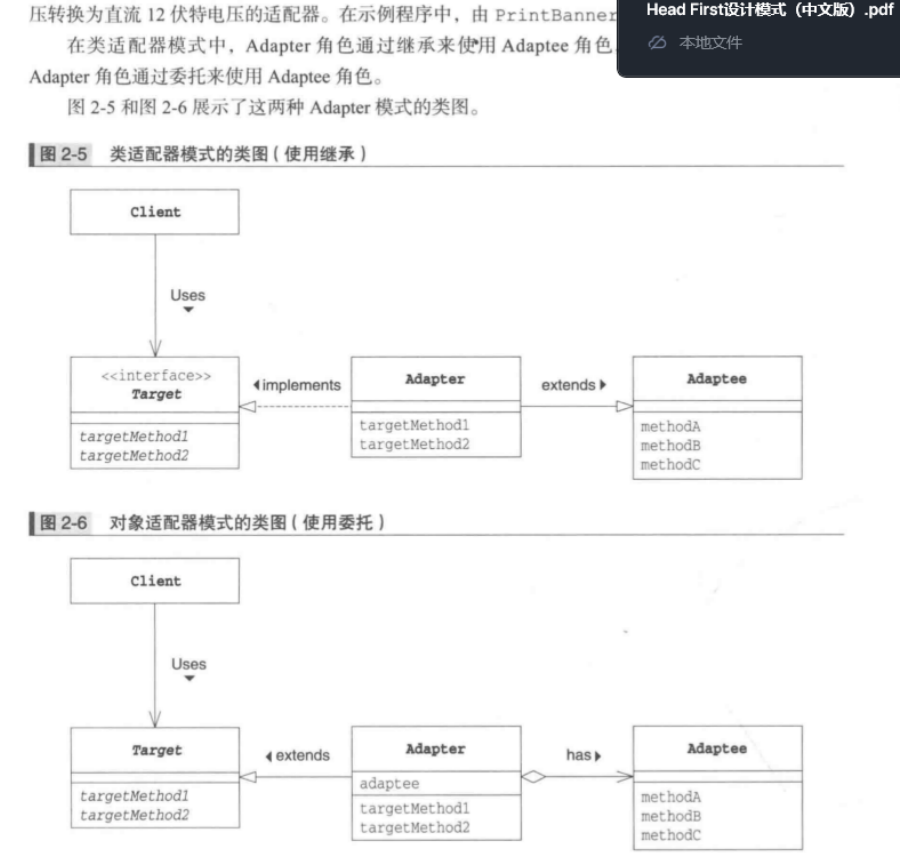 压转换为直流 12 伏特电压的适配器。在示例程序中，由 PrintBanner
在类适配器模式中，Adapter 角色通过继承来使用 Adaptee 角色
Adapter 角色通过委托来使用 Adaptee 角色。
图 2-5 和图 2-6 展示了这两种 Adapter 模式的类图。
Head First设计模式（中文版）.pdf
本地文件
图 2-5 类适配器模式的类图（使用继承）
Client
Uses
<<interface>>
Target
targetMethod1
targetMethod2
implements
Adapter
targetMethod1
targetMethod2
extends
Adaptee
methodA
methodB
methodC
图 2-6 对象适配器模式的类图（使用委托）
Client
Uses
Target
targetMethod1
targetMethod2
extends
Adapter
adaptee
targetMethod1
targetMethod2
has
Adaptee
methodA
methodB
methodC